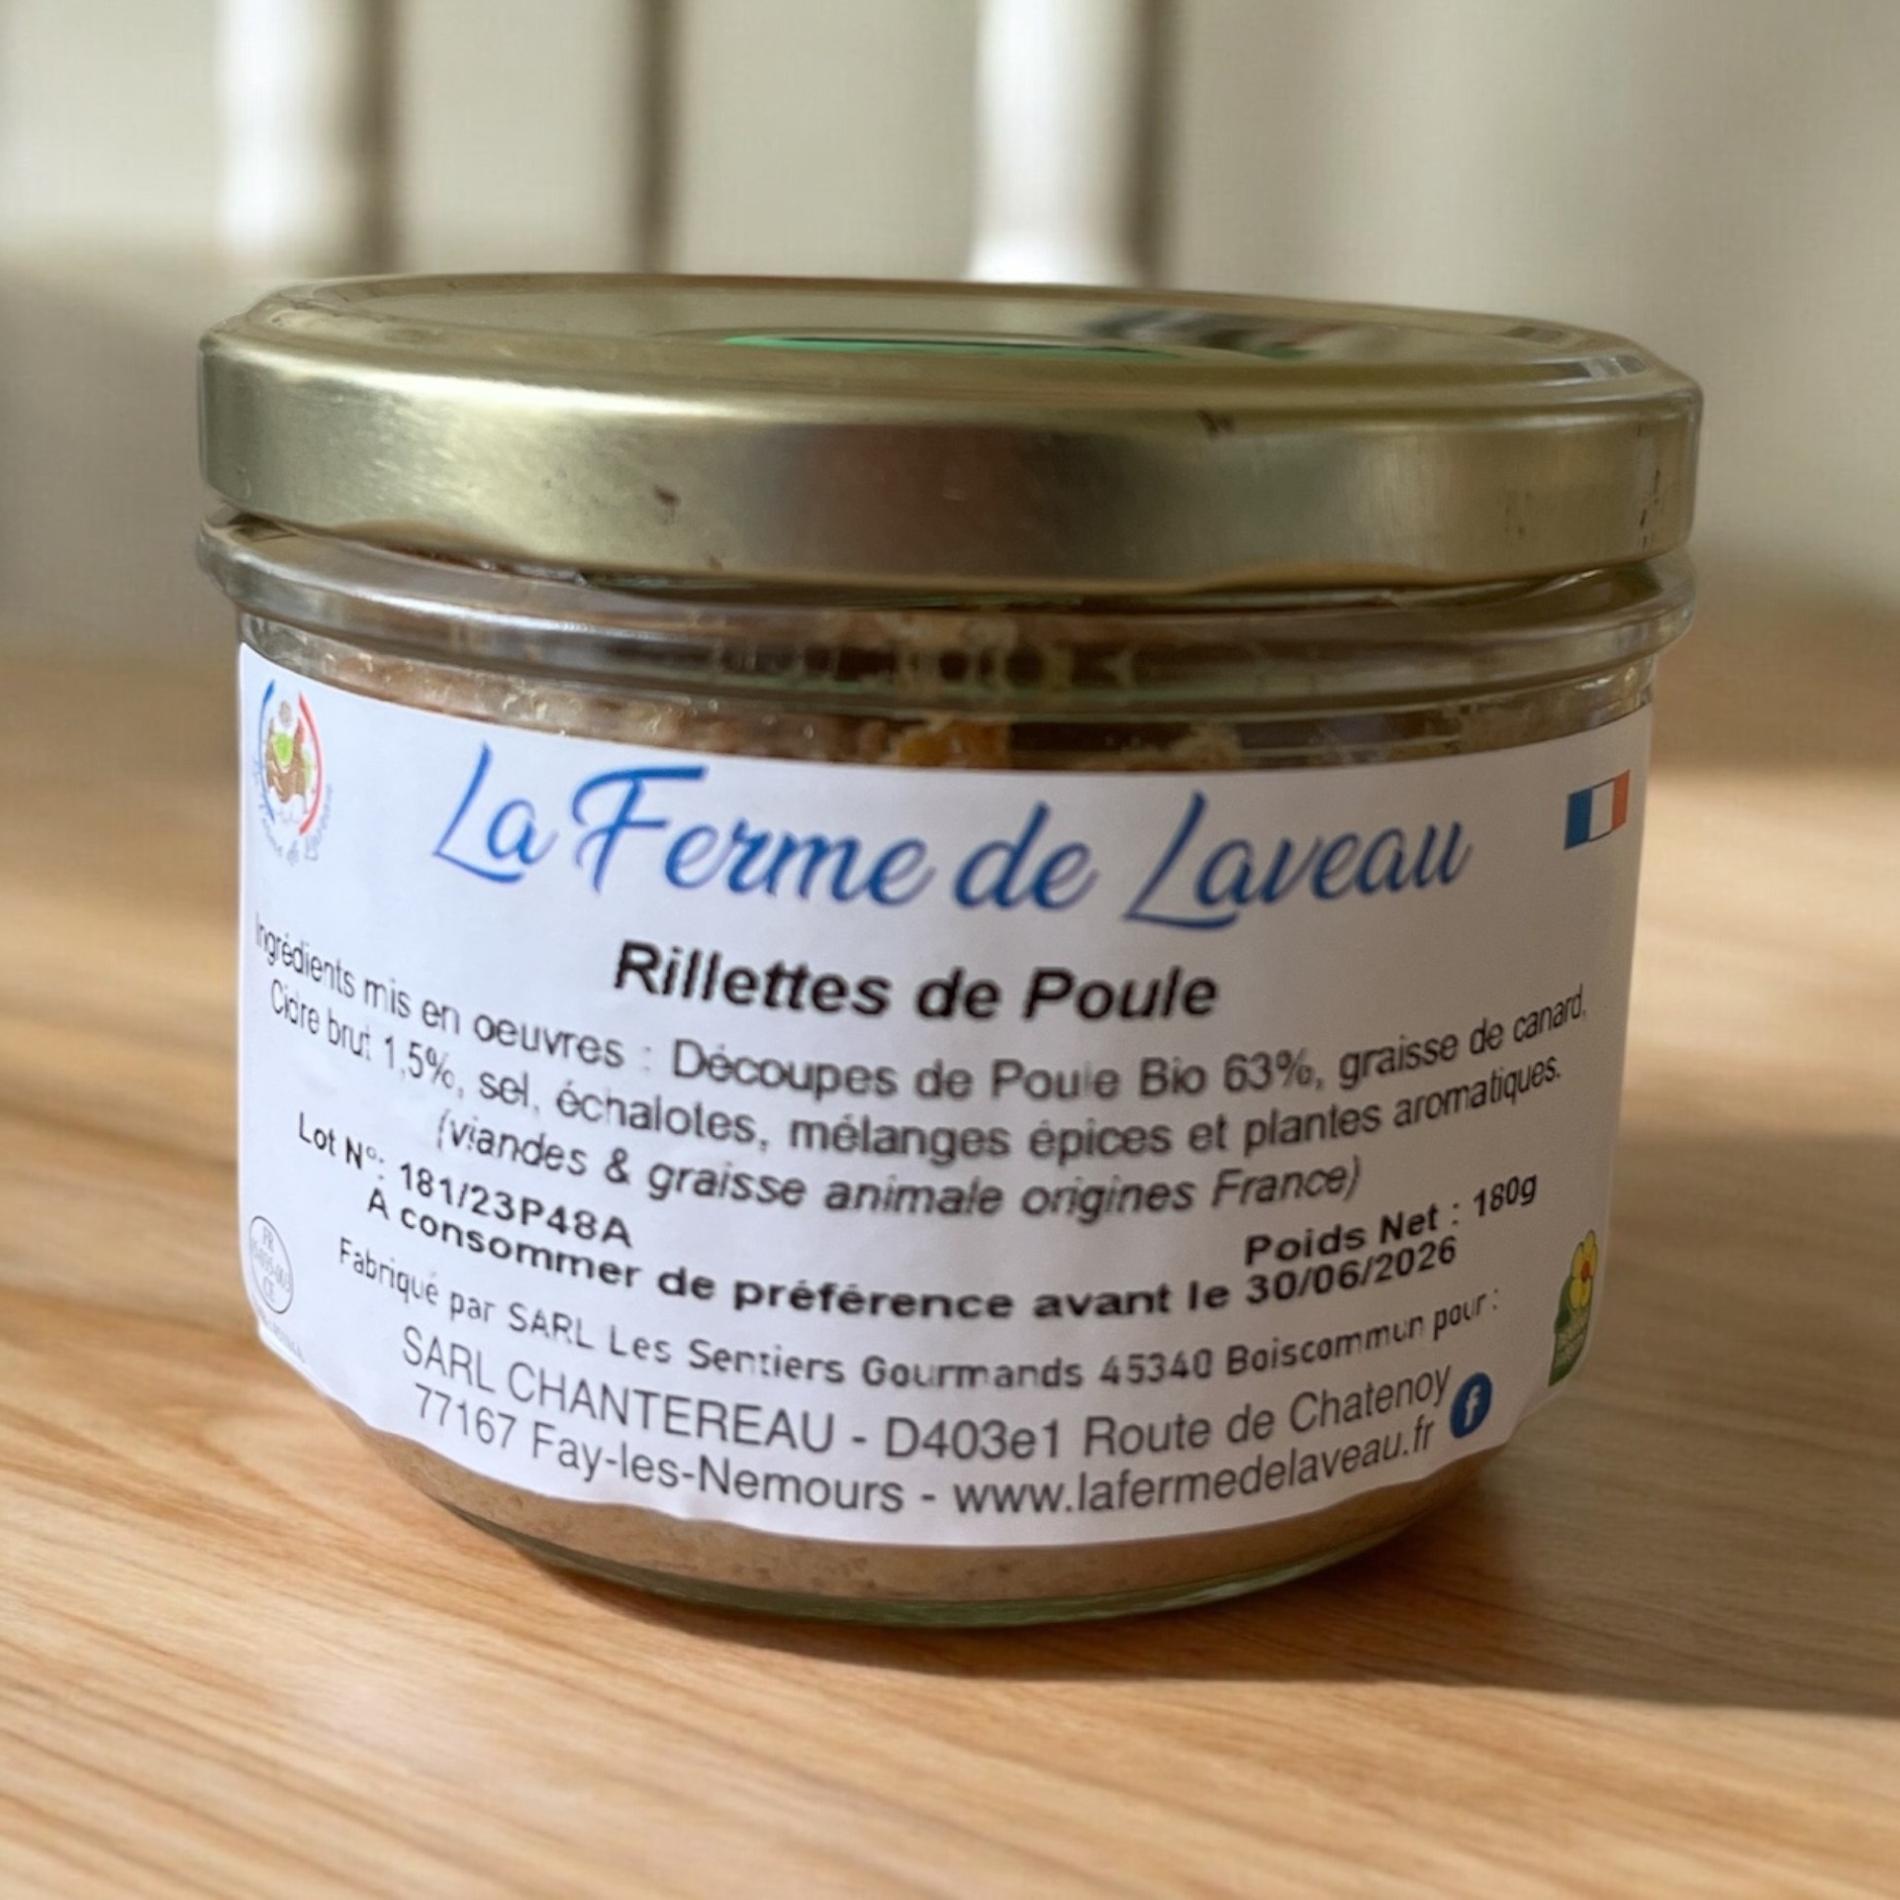 La Ferme de Laveau
Rillettes de Poule
Ingrédients mis en oeuvres : Découpes de Poule Bio 63%, graisse de canard,
Cidre brut 1,5%, sel, échalotes, mélanges épices et plantes aromatiques.
(viandes & graisse animale origines France)
Lot N°: 181/23P48A
Poids Net : 180g
A consommer de préférence avant le 30/06/2026
Fabriqué par SARL Les Sentiers Gourmands 45340 Boiscommun pour :
SARL CHANTEREAU - D403e1 Route de Chatenoy
77167 Fay-les-Nemours - www.lafermedelaveau.fr
f
FR
CE